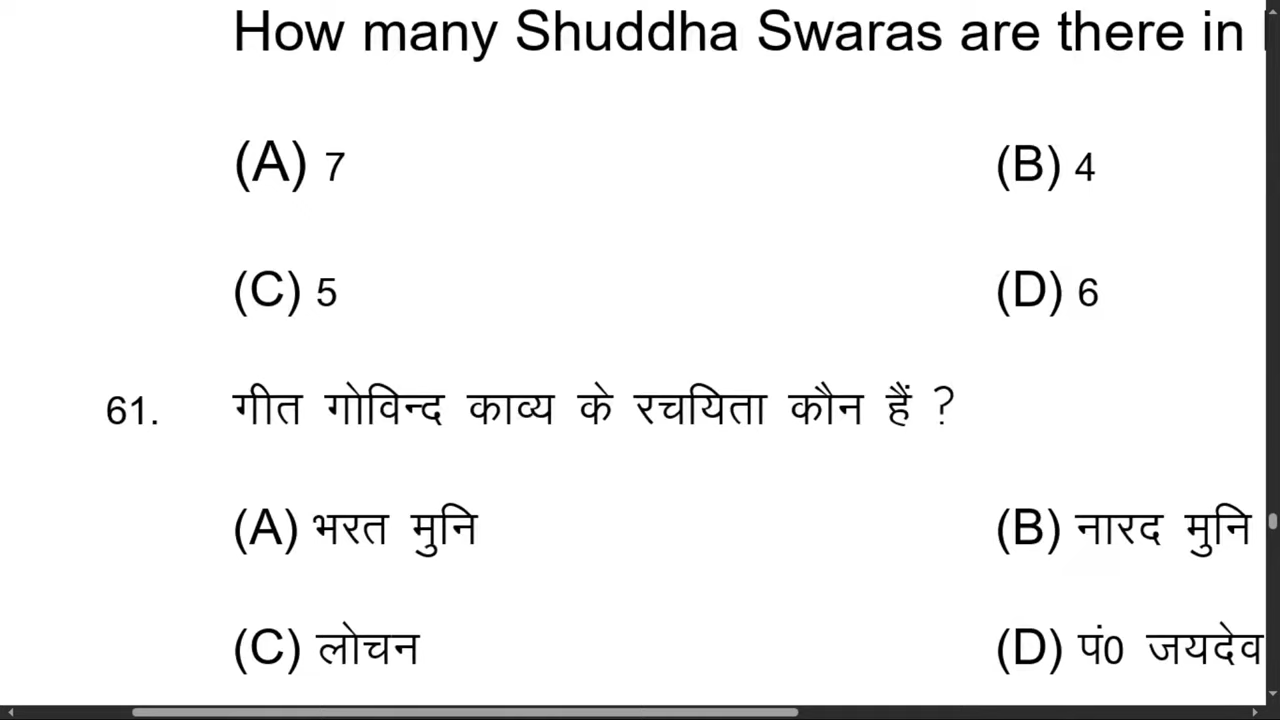 How many Shuddha Swaras are there in
(A) 7 (B) 4
(C) 5 (D) 6
61. गीत गोविन्द काव्य के रचयिता कौन हैं ?
(A) भरत मुनि (B) नारद मुनि
(C) लोचन (D) पं0 जयदेव